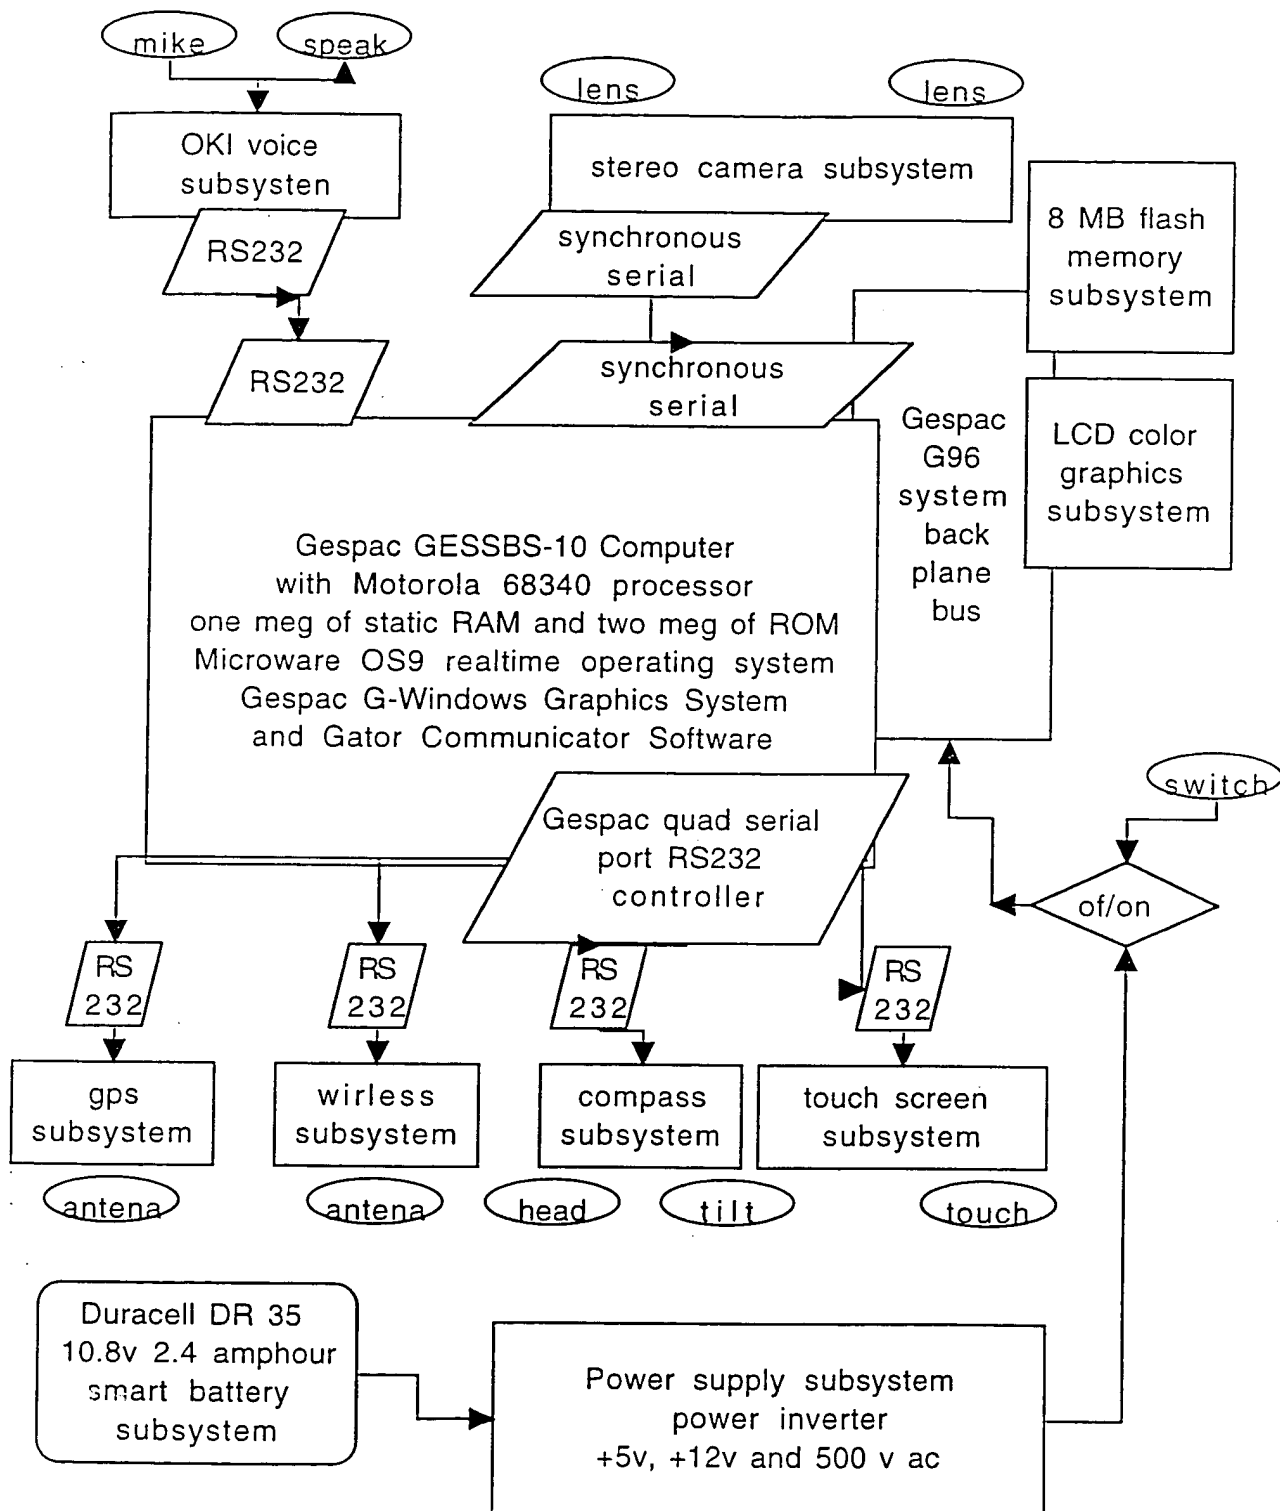 mike
speak
lens
lens
OKI voice
subsysten
stereo camera subsystem
8 MB flash
memory
subsystem
RS232
synchronous
serial
RS232
synchronous
serial
Gespac
G96
system
back
plane
bus
LCD color
graphics
subsystem
Gespac GESSBS-10 Computer
with Motorola 68340 processor
one meg of static RAM and two meg of ROM
Microware OS9 realtime operating system
Gespac G-Windows Graphics System
and Gator Communicator Software
switch
Gespac quad serial
port RS232
controller
of/on
RS
232
RS
232
RS
232
RS
232
gps
subsystem
wirless
subsystem
compass
subsystem
touch screen
subsystem
antena
antena
head
tilt
touch
Duracell DR 35
10.8v 2.4 amphour
smart battery
subsystem
Power supply subsystem
power inverter
+5v, +12v and 500 v ac